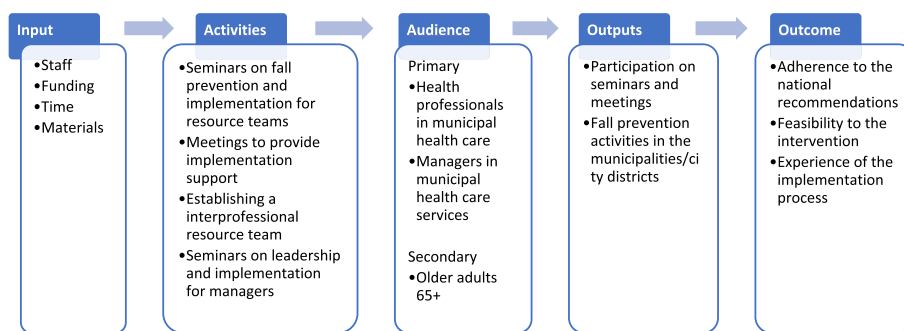 Input
•Staff
•Funding
•Time
•Materials
Activities
•Seminars on fall
prevention and
implementation for
resource teams
•Meetings to provide
implementation
support
•Establishing a
interprofessional
resource team
•Seminars on leadership
and implementation
for managers
Audience
Primary
•Health
professionals
in municipal
health care
•Managers in
municipal
health care
services
Secondary
•Older adults
65+
Outputs
•Participation on
seminars and
meetings
•Fall prevention
activities in the
municipalities/ci
ty districts
Outcome
•Adherence to the
national
recommendations
•Feasibility to the
intervention
•Experience of the
implementation
process